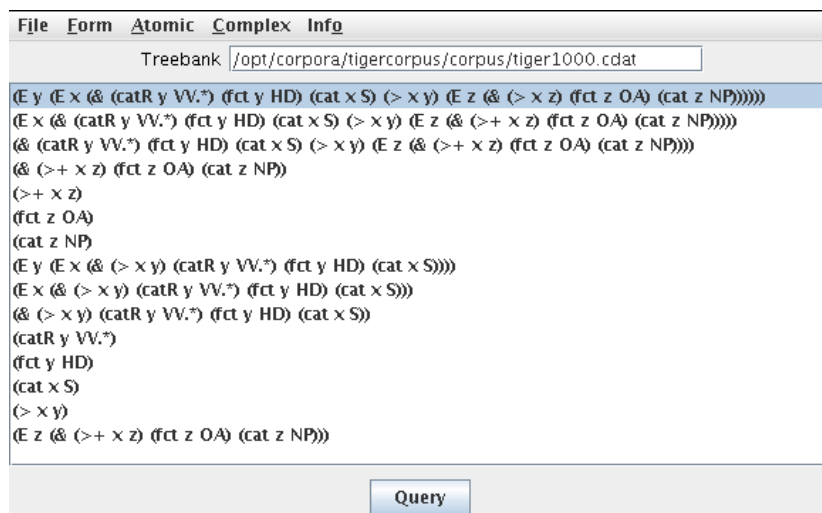 File Form Atomic Complex Info
Treebank /opt/corpora/tigercorpus/corpus/tiger1000.cdat
(E y (E x (& (catR y VV.*) (fct y HD) (cat x S) (> x y) (E z (& (> x z) (fct z OA) (cat z NP))))))
(E x (& (catR y VV.*) (fct y HD) (cat x S) (> x y) (E z (& (>+ x z) (fct z OA) (cat z NP)))))
(& (catR y VV.*) (fct y HD) (cat x S) (> x y) (E z (& (>+ x z) (fct z OA) (cat z NP))))
(& (>+ x z) (fct z OA) (cat z NP))
(>+ x z)
(fct z OA)
(cat z NP)
(E y (E x (& (> x y) (catR y VV.*) (fct y HD) (cat x S))))
(E x (& (> x y) (catR y VV.*) (fct y HD) (cat x S)))
(& (> x y) (catR y VV.*) (fct y HD) (cat x S))
(catR y VV.*)
(fct y HD)
(cat x S)
(> x y)
(E z (& (>+ x z) (fct z OA) (cat z NP)))
Query